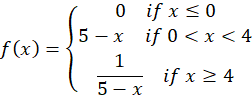 0 if x ≤ 0
f(x) = { 5 − x if 0 < x < 4
1/(5 − x) if x ≥ 4